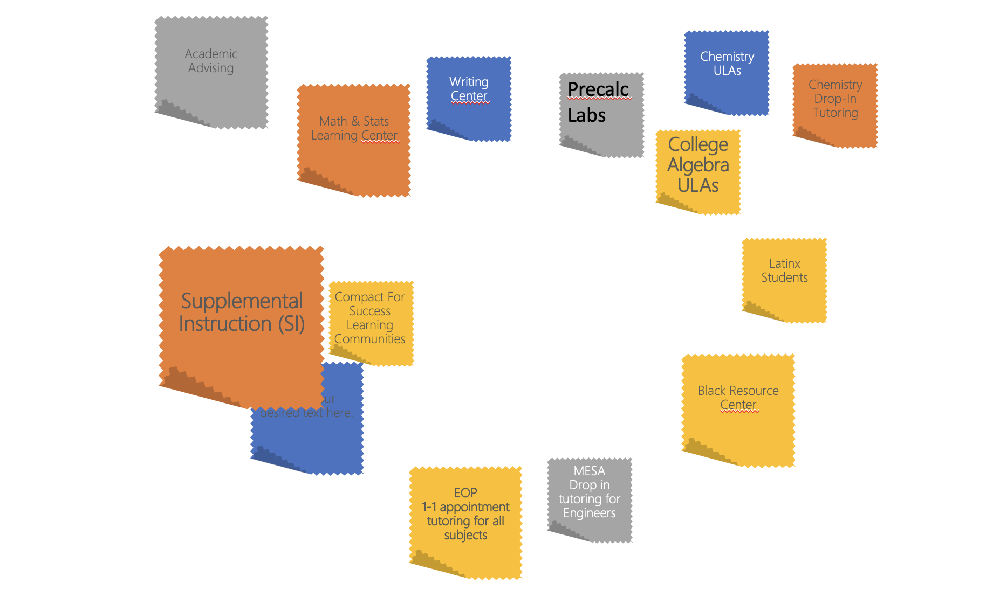 Academic
Advising
Math & Stats
Learning Center
Writing
Center
Precalc
Labs
Chemistry
ULAs
Chemistry
Drop-In
Tutoring
College
Algebra
ULAs
Latinx
Students
Supplemental
Instruction (SI)
Compact For
Success
Learning
Communities
desired text here.
Black Resource
Center
EOP
1-1 appointment
tutoring for all
subjects
MESA
Drop in
tutoring for
Engineers